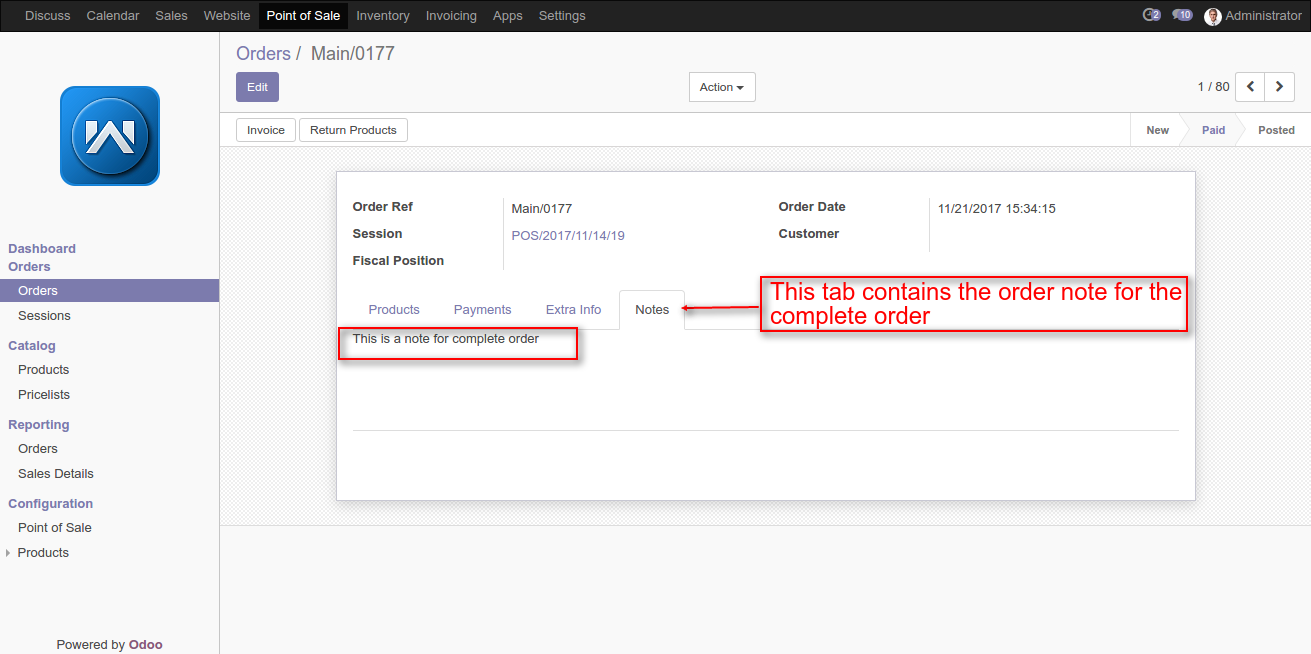 Discuss Calendar Sales Website Point of Sale Inventory Invoicing Apps Settings 2 10 Administrator
Orders / Main/0177
Edit Action 1 / 80
Invoice Return Products New Paid Posted
Dashboard
Orders
Orders
Sessions
Catalog
Products
Pricelists
Reporting
Orders
Sales Details
Configuration
Point of Sale
Products
Powered by Odoo
Order Ref Main/0177 Order Date 11/21/2017 15:34:15
Session POS/2017/11/14/19 Customer
Fiscal Position
Products Payments Extra Info Notes
This tab contains the order note for the
complete order
This is a note for complete order